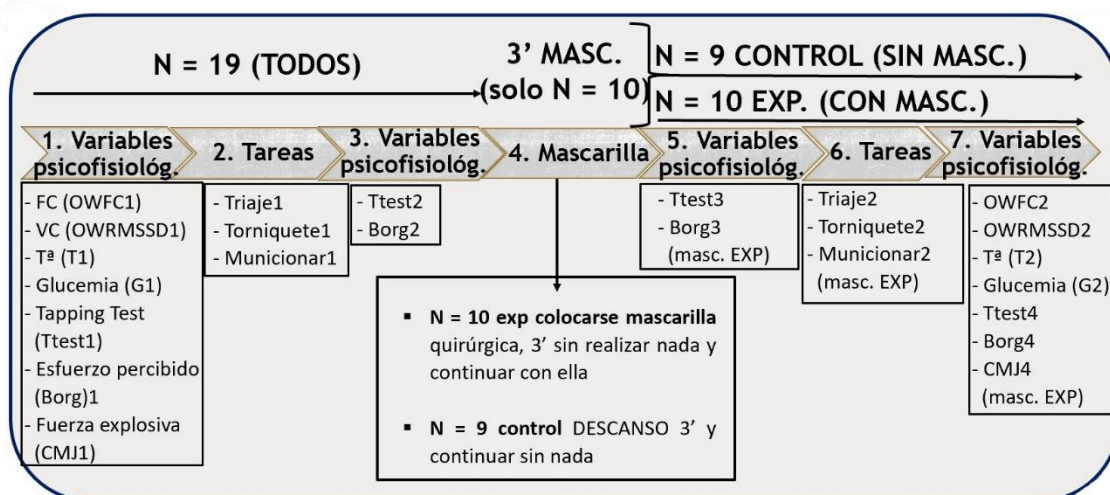 N = 19 (TODOS)
3’ MASC.
(solo N = 10)
N = 9 CONTROL (SIN MASC.)
N = 10 EXP. (CON MASC.)
1. Variables
psicofisiológ.
2. Tareas
3. Variables
psicofisiológ.
4. Mascarilla
5. Variables
psicofisiológ.
6. Tareas
7. Variables
psicofisiológ.
- FC (OWFC1)
- VC (OWRMSSD1)
- Tª (T1)
- Glucemia (G1)
- Tapping Test
(Ttest1)
- Esfuerzo percibido
(Borg)1
- Fuerza explosiva
(CMJ1)
- Triaje1
- Torniquete1
- Municionar1
- Ttest2
- Borg2
▪ N = 10 exp colocarse mascarilla
quirúrgica, 3’ sin realizar nada y
continuar con ella
▪ N = 9 control DESCANSO 3’ y
continuar sin nada
- Ttest3
- Borg3
(masc. EXP)
- Triaje2
- Torniquete2
- Municionar2
(masc. EXP)
- OWFC2
- OWRMSSD2
- Tª (T2)
- Glucemia (G2)
- Ttest4
- Borg4
- CMJ4
(masc. EXP)